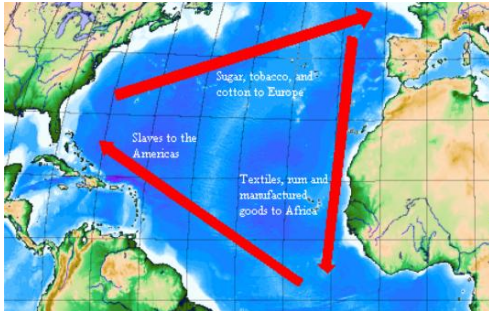 Sugar, tobacco, and
cotton to Europe
Slaves to the
Americas
Textiles, rum and
manufactured
goods to Africa